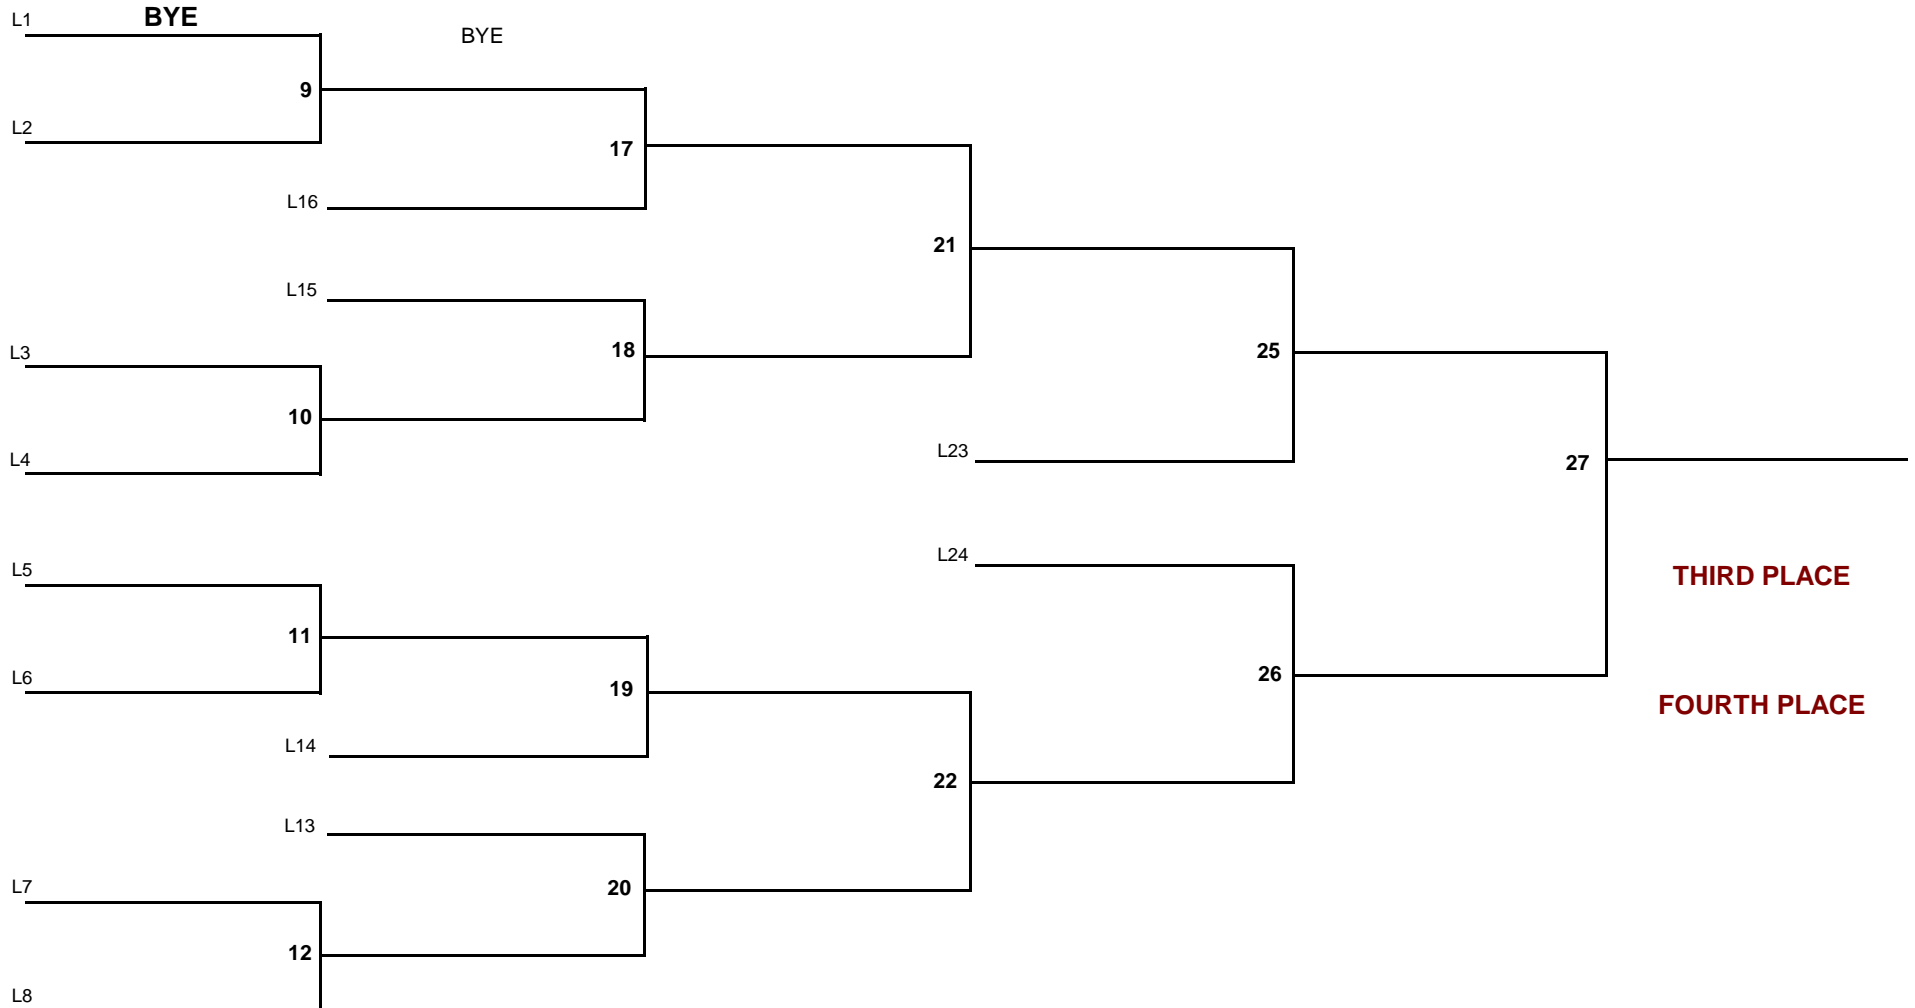 L1
BYE
BYE
9
L2
17
L16
21
L15
L3
18
25
10
L23
L4
27
L24
L5
THIRD PLACE
11
26
L6
19
FOURTH PLACE
L14
22
L13
L7
20
12
L8